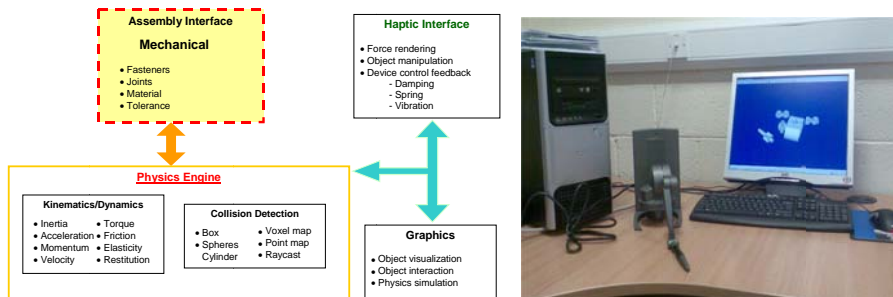 Assembly Interface
Mechanical
• Fasteners
• Joints
• Material
• Tolerance
Haptic Interface
• Force rendering
• Object manipulation
• Device control feedback
- Damping
- Spring
- Vibration
Physics Engine
Kinematics/Dynamics
• Inertia
• Acceleration
• Momentum
• Velocity
• Torque
• Friction
• Elasticity
• Restitution
Collision Detection
• Box
• Spheres
Cylinder
• Voxel map
• Point map
• Raycast
Graphics
• Object visualization
• Object interaction
• Physics simulation